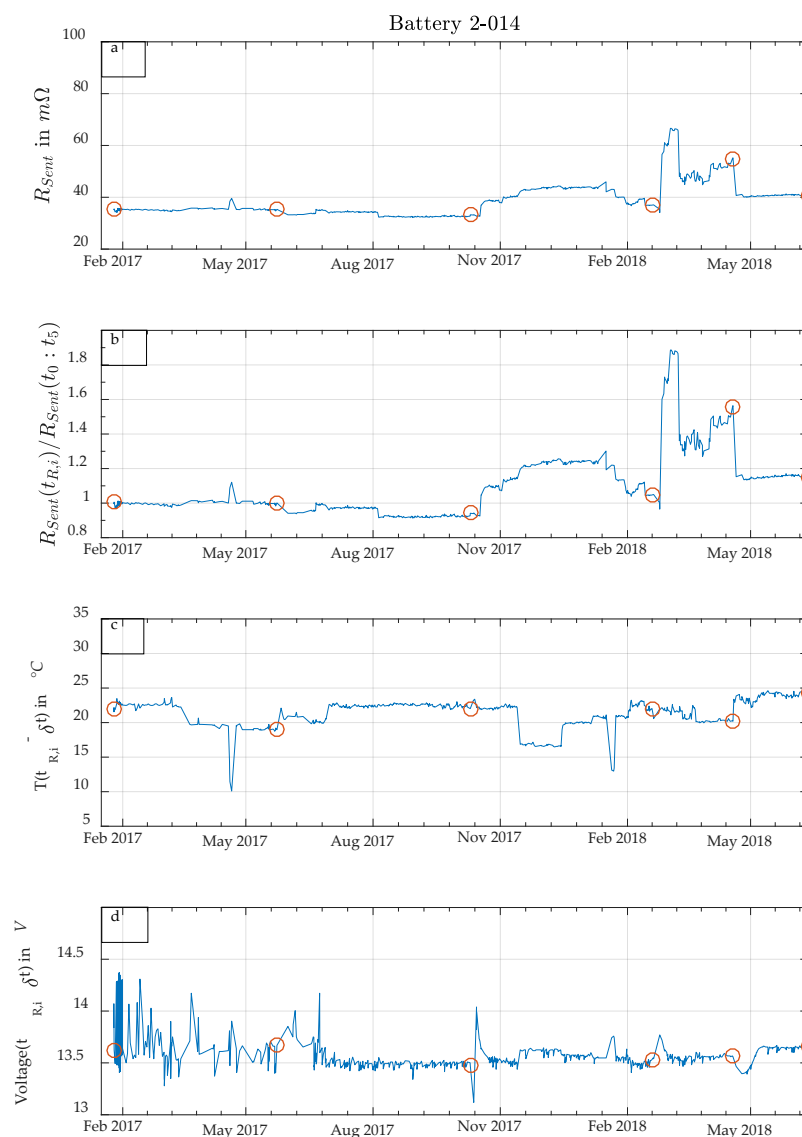 Battery 2-014
a
100
80
60
40
20
R_Sent in mΩ
Feb 2017 May 2017 Aug 2017 Nov 2017 Feb 2018 May 2018
b
1.8
1.6
1.4
1.2
1
0.8
R_Sent(t_R,i)/R_Sent(t_0 : t_5)
Feb 2017 May 2017 Aug 2017 Nov 2017 Feb 2018 May 2018
c
35
30
25
20
15
10
5
T(t_R,i - δt) in °C
Feb 2017 May 2017 Aug 2017 Nov 2017 Feb 2018 May 2018
d
14.5
14
13.5
13
Voltage(t_R,i δt) in V
Feb 2017 May 2017 Aug 2017 Nov 2017 Feb 2018 May 2018